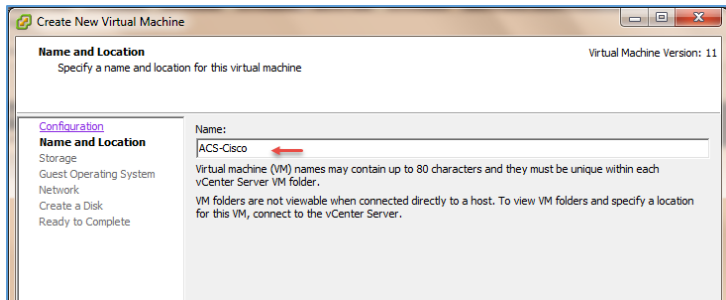 Create New Virtual Machine
Name and Location
Specify a name and location for this virtual machine
Virtual Machine Version: 11
Configuration
Name and Location
Storage
Guest Operating System
Network
Create a Disk
Ready to Complete
Name:
ACS-Cisco
Virtual machine (VM) names may contain up to 80 characters and they must be unique within each
vCenter Server VM folder.
VM folders are not viewable when connected directly to a host. To view VM folders and specify a location
for this VM, connect to the vCenter Server.